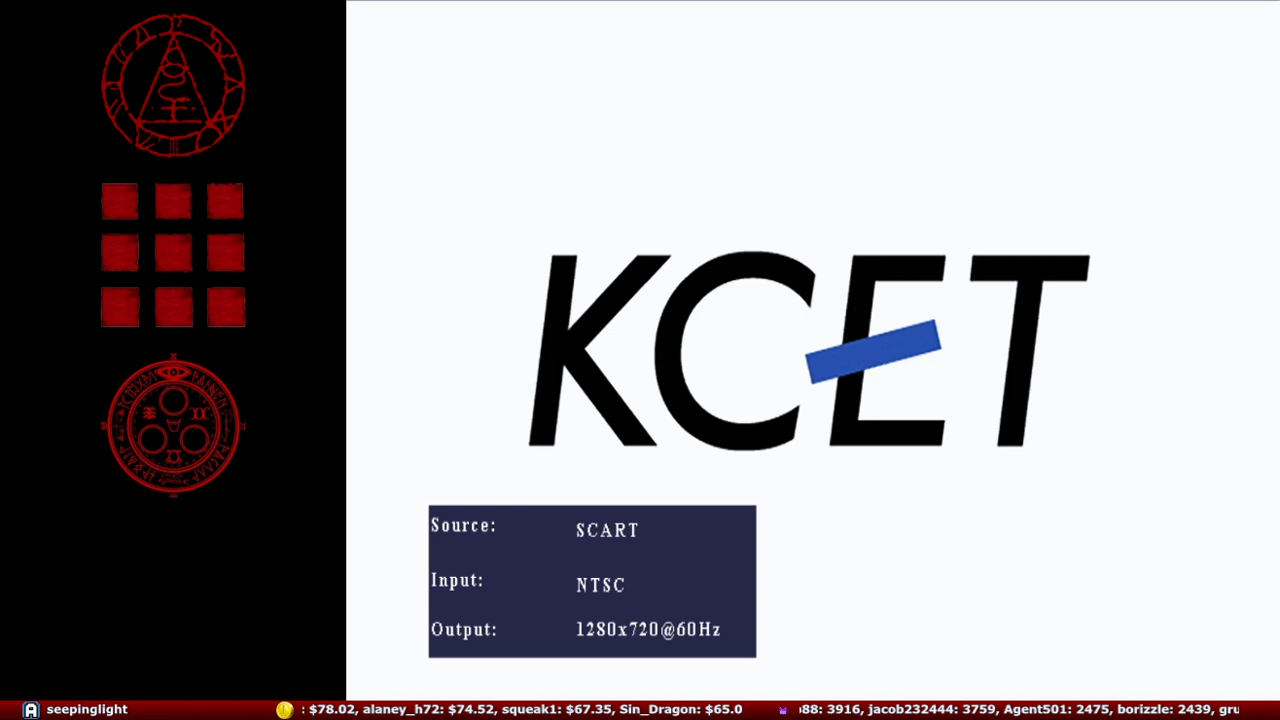 KCET
Source: SCART
Input: NTSC
Output: 1280x720@60Hz
seepinglight : $78.02, alaney_h72: $74.52, squeak1: $67.35, Sin_Dragon: $65.0 88: 3916, jacob232444: 3759, Agent501: 2475, borizzle: 2439, gru